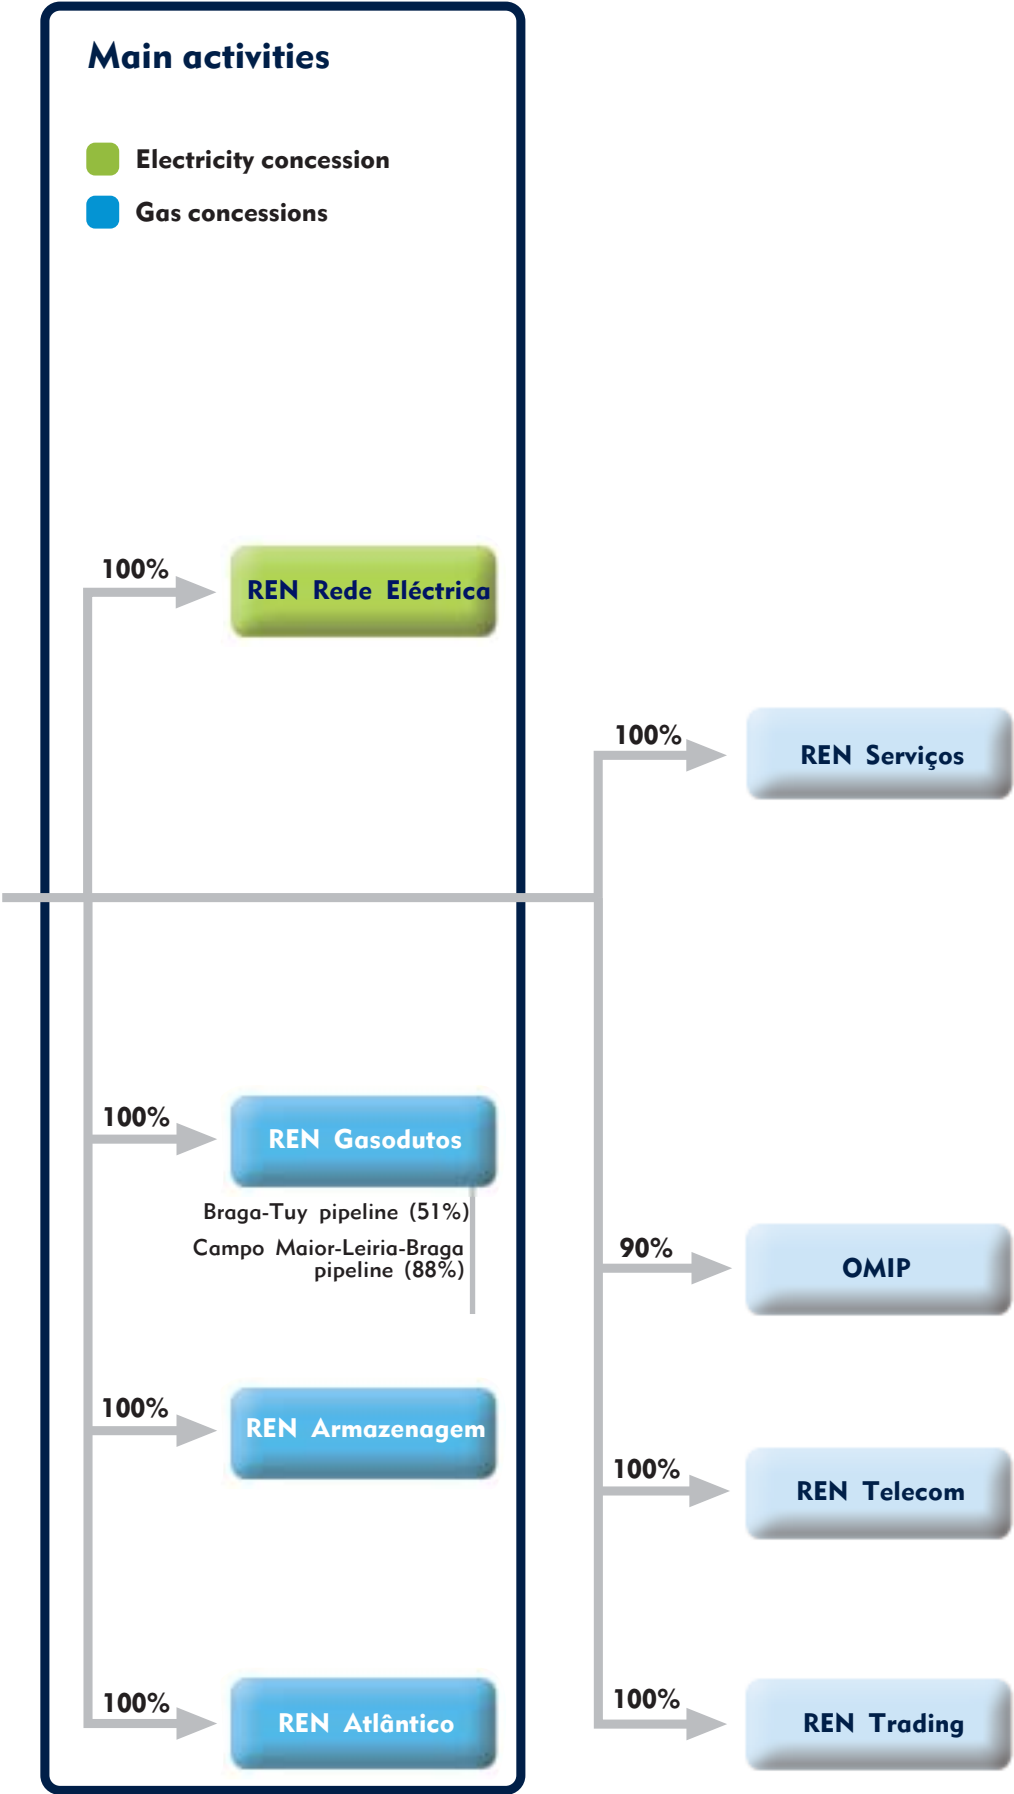 Main activities
Electricity concession
Gas concessions
100%
REN Rede Eléctrica
100%
REN Gasodutos
Braga-Tuy pipeline (51%)
Campo Maior-Leiria-Braga
pipeline (88%)
100%
REN Armazenagem
100%
REN Atlântico
100%
REN Serviços
90%
OMIP
100%
REN Telecom
100%
REN Trading